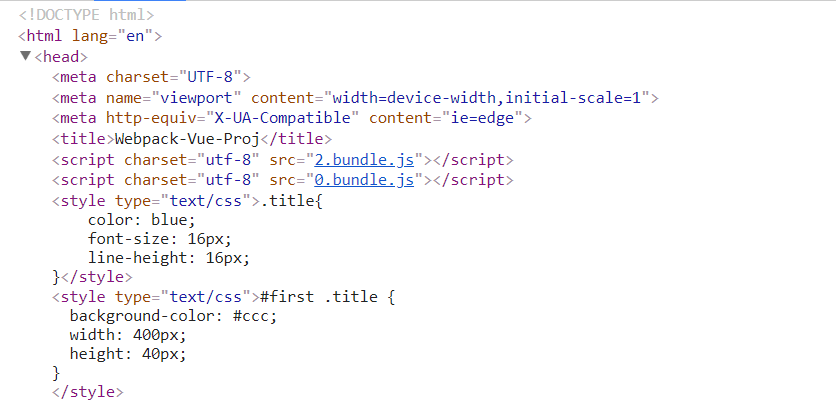 <!DOCTYPE html>
<html lang="en">
▼<head>
<meta charset="UTF-8">
<meta name="viewport" content="width=device-width,initial-scale=1">
<meta http-equiv="X-UA-Compatible" content="ie=edge">
<title>Webpack-Vue-Proj</title>
<script charset="utf-8" src="2.bundle.js"></script>
<script charset="utf-8" src="0.bundle.js"></script>
<style type="text/css">.title{
color: blue;
font-size: 16px;
line-height: 16px;
}</style>
<style type="text/css">#first .title {
background-color: #ccc;
width: 400px;
height: 40px;
}
</style>